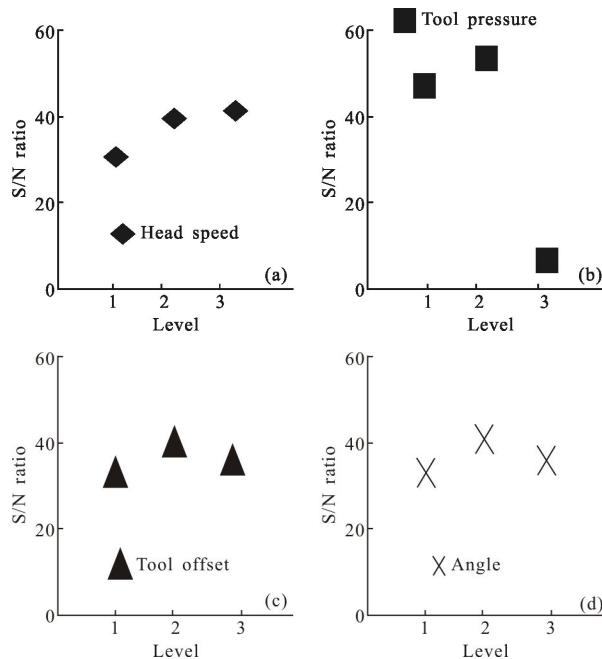 60
40
20
0
S/N ratio
Head speed
(a)
1 2 3
Level
60
40
20
0
S/N ratio
Tool pressure
(b)
1 2 3
Level
60
40
20
0
S/N ratio
Tool offset
(c)
1 2 3
Level
60
40
20
0
S/N ratio
Angle
(d)
1 2 3
Level